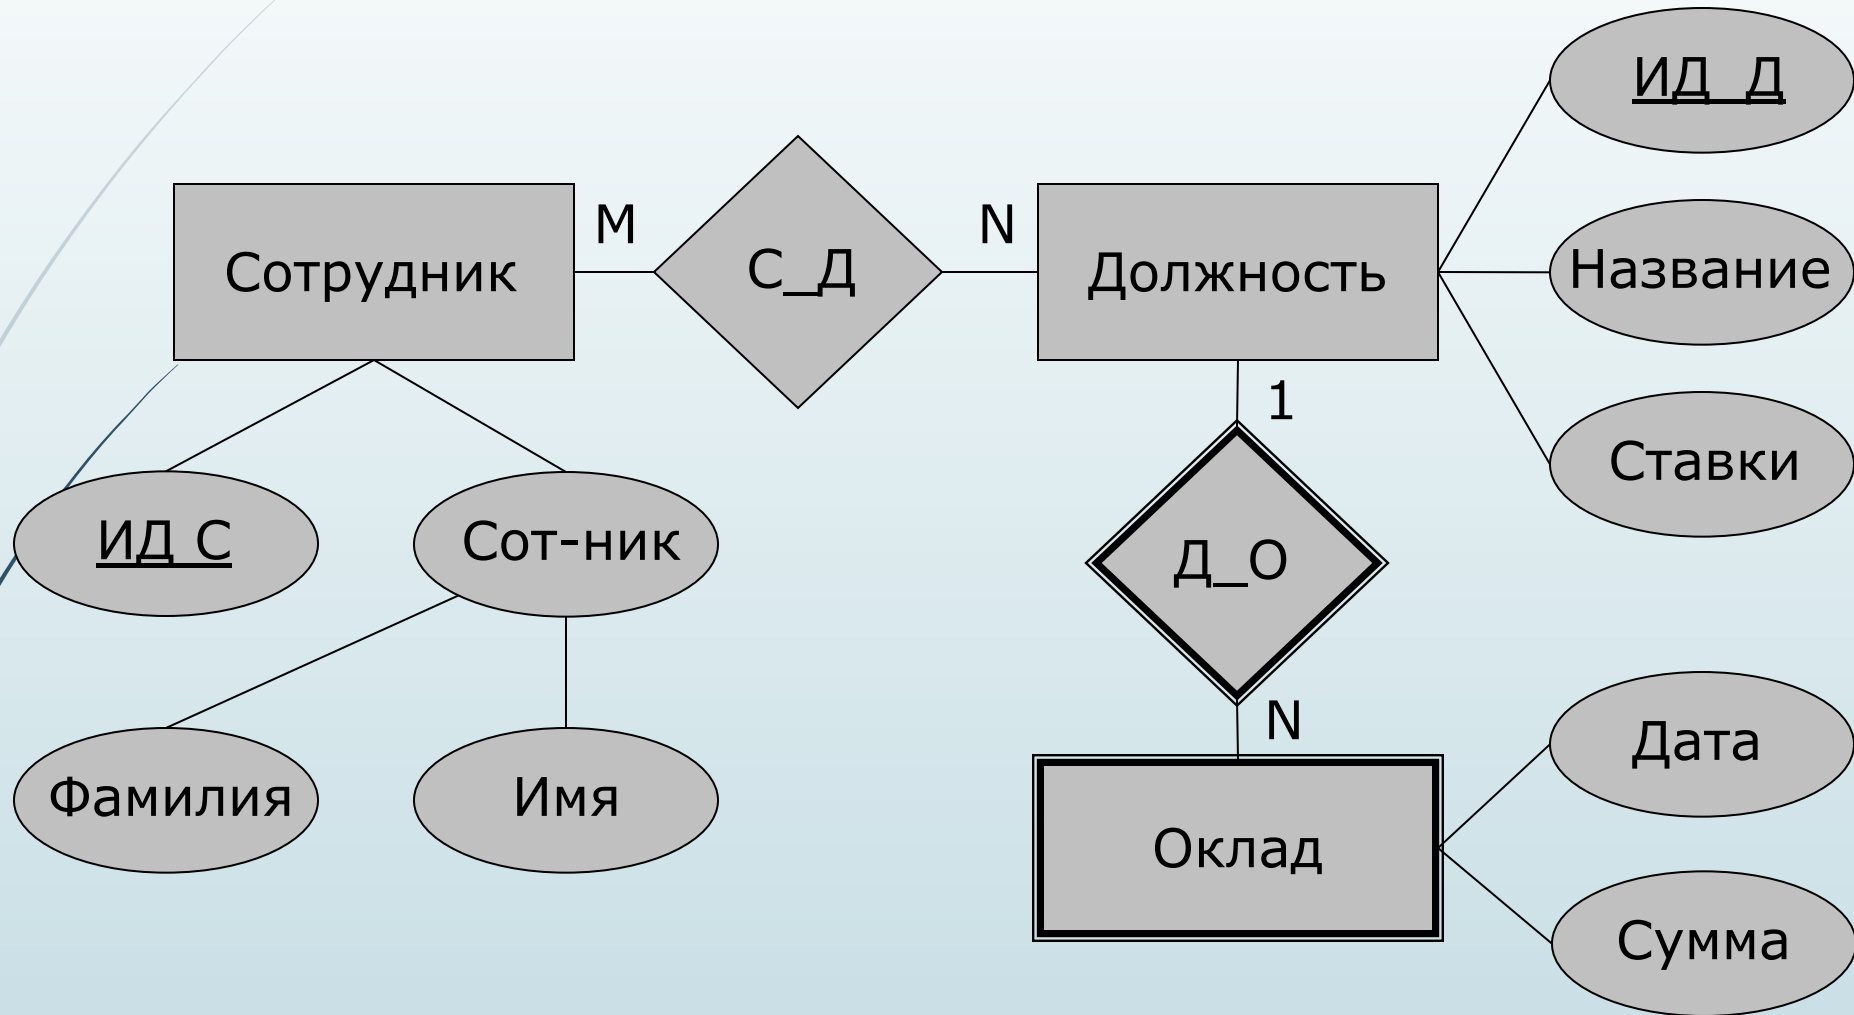 ИД_Д
M
N
Сотрудник
С_Д
Должность
Название
1
Ставки
ИД С
Сот-ник
Д_О
N
Дата
Фамилия
Имя
Оклад
Сумма